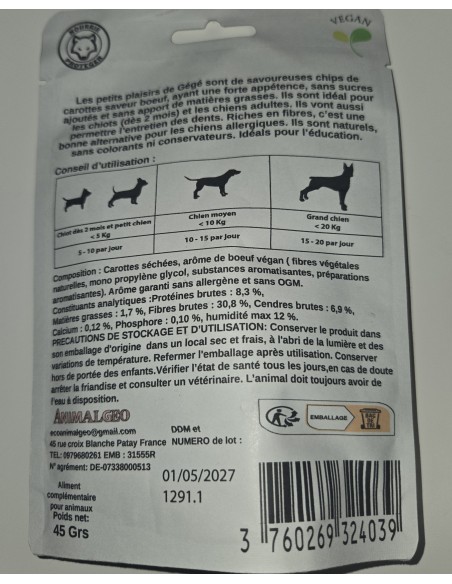 VEGAN
NOURRIR
PROTEGER
Les petits plaisirs de Gégé sont de savoureuses chips de
carottes saveur boeuf, ayant une forte appétence, sans sucres
ajoutés et sans apport de matières grasses. Ils sont idéal pour
les chiots (dès 2 mois) et les chiens adultes. Ils vont aussi
permettre l'entretien des dents. Riches en fibres, c'est une
bonne alternative pour les chiens allergiques. Ils sont naturels,
sans colorants ni conservateurs. Idéals pour l'éducation.
Conseil d'utilisation :
Chiot dès 2 mois et petit chien
< 5 Kg
Chien moyen
< 10 Kg
Grand chien
< 20 Kg
5 - 10 par jour
10 - 15 par jour
15 - 20 par jour
Composition : Carottes séchées, arôme de boeuf végan ( fibres végétales
naturelles, mono propylène glycol, substances aromatisantes, préparations
aromatisantes). Arôme garanti sans allergène et sans OGM.
Constituants analytiques :Protéines brutes : 8,3 %,
Matières grasses : 1,7 %, Fibres brutes : 30,8 %, Cendres brutes : 6,9 %,
Calcium : 0,12 %, Phosphore : 0,10 %, humidité max 12 %.
PRECAUTIONS DE STOCKAGE ET D'UTILISATION: Conserver le produit dans
son emballage d'origine dans un local sec et frais, à l'abri de la lumière et des
variations de température. Refermer l'emballage après utilisation. Conserver
hors de portée des enfants.Vérifier l'état de santé tous les jours,en cas de doute
arrêter la friandise et consulter un vétérinaire. L'animal doit toujours avoir de
l'eau à disposition.
ANIMALGEO
ecoanimalgeo@gmail.com
45 rue croix Blanche Patay France
TEL: 0979680261 EMB : 31555R
N° agrément: DE-07338000513
DDM et
NUMERO de lot :
EMBALLAGE
BAC
DE
TRI
Aliment
complémentaire
pour animaux
Poids net:
45 Grs
01/05/2027
1291.1
3 760269 324039